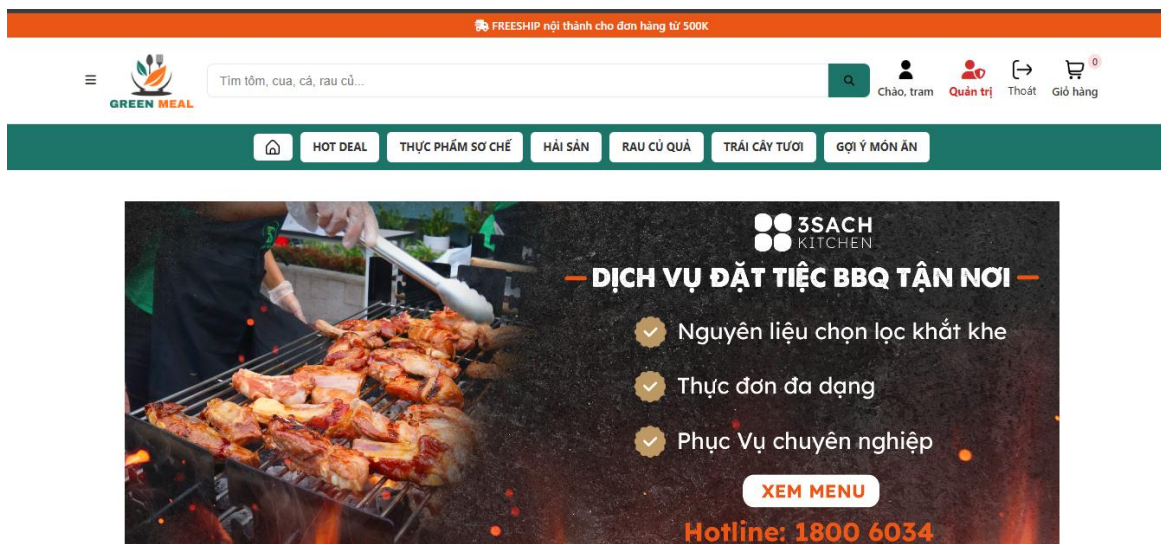 FREESHIP nội thành cho đơn hàng từ 500K
GREEN MEAL
Tìm tôm, cua, cá, rau củ...
Chào, tram
Quản trị
Thoát
0
Giỏ hàng
HOT DEAL
THỰC PHẨM SƠ CHẾ
HẢI SẢN
RAU CỦ QUẢ
TRÁI CÂY TƯƠI
GỢI Ý MÓN ĂN
3SACH
KITCHEN
DỊCH VỤ ĐẶT TIỆC BBQ TẬN NƠI
Nguyên liệu chọn lọc khắt khe
Thực đơn đa dạng
Phục Vụ chuyên nghiệp
XEM MENU
Hotline: 1800 6034